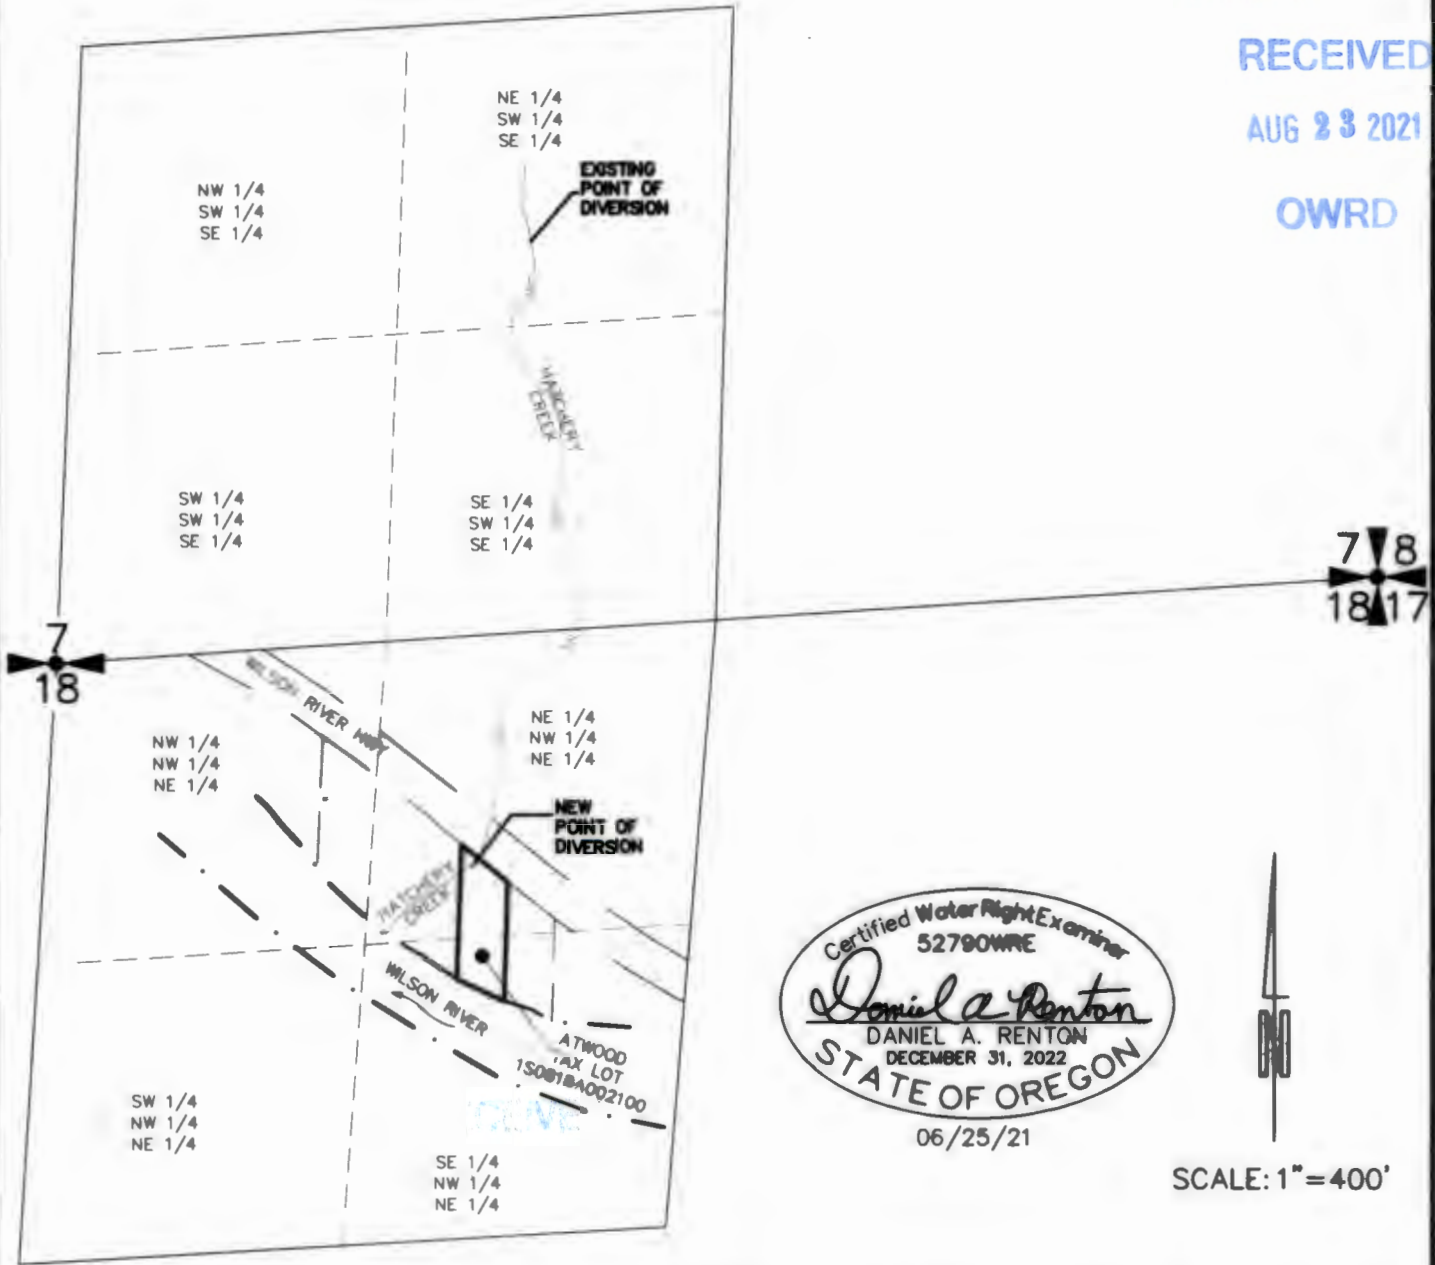 RECEIVED
AUG 23 2021
OWRD
NE 1/4
SW 1/4
SE 1/4
EXISTING
POINT OF
DIVERSION
NW 1/4
SW 1/4
SE 1/4
HATCHERY
CREEK
SW 1/4
SW 1/4
SE 1/4
SE 1/4
SW 1/4
SE 1/4
7 8
18 17
7
18
WILSON RIVER HWY
NW 1/4
NW 1/4
NE 1/4
NE 1/4
NW 1/4
NE 1/4
NEW
POINT OF
DIVERSION
HATCHERY
CREEK
WILSON RIVER
ATWOOD
TAX LOT
SW 1/4
NW 1/4
NE 1/4
SE 1/4
NW 1/4
NE 1/4
Certified Water Right Examiner
52790WRE
Daniel A Renton
DANIEL A. RENTON
DECEMBER 31, 2022
STATE OF OREGON
06/25/21
N
SCALE: 1"=400'